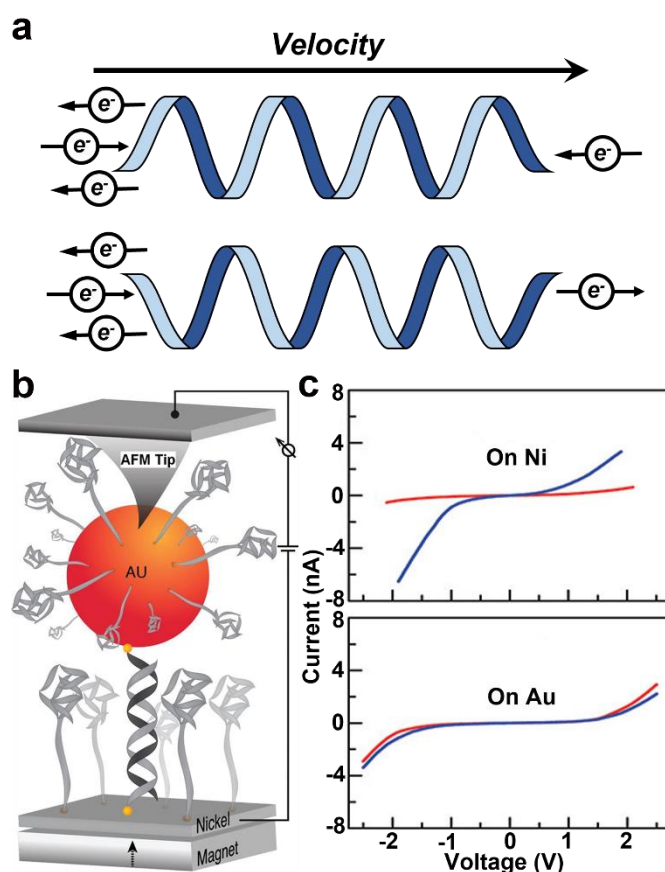 a
Velocity
e-
e-
e-
e-
e-
e-
e-
e-
b
AFM Tip
AU
Nickel
Magnet
c
8
4
0
-4
-8
On Ni
Current (nA)
8
4
0
-4
-8
On Au
-2 -1 0 1 2
Voltage (V)